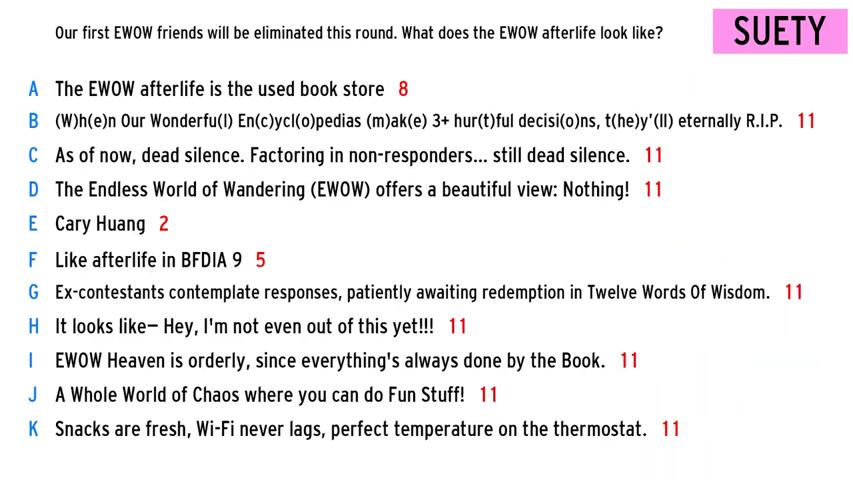 Our first EWOW friends will be eliminated this round. What does the EWOW afterlife look like?
SUETY
A The EWOW afterlife is the used book store 8
B (W)h(e)n Our Wonderfu(l) En(c)ycl(o)pedias (m)ak(e) 3+ hur(t)ful decisi(o)ns, t(he)y'(ll) eternally R.I.P. 11
C As of now, dead silence. Factoring in non-responders... still dead silence. 11
D The Endless World of Wandering (EWOW) offers a beautiful view: Nothing! 11
E Cary Huang 2
F Like afterlife in BFDIA 9 5
G Ex-contestants contemplate responses, patiently awaiting redemption in Twelve Words Of Wisdom. 11
H It looks like— Hey, I'm not even out of this yet!!! 11
I EWOW Heaven is orderly, since everything's always done by the Book. 11
J A Whole World of Chaos where you can do Fun Stuff! 11
K Snacks are fresh, Wi-Fi never lags, perfect temperature on the thermostat. 11